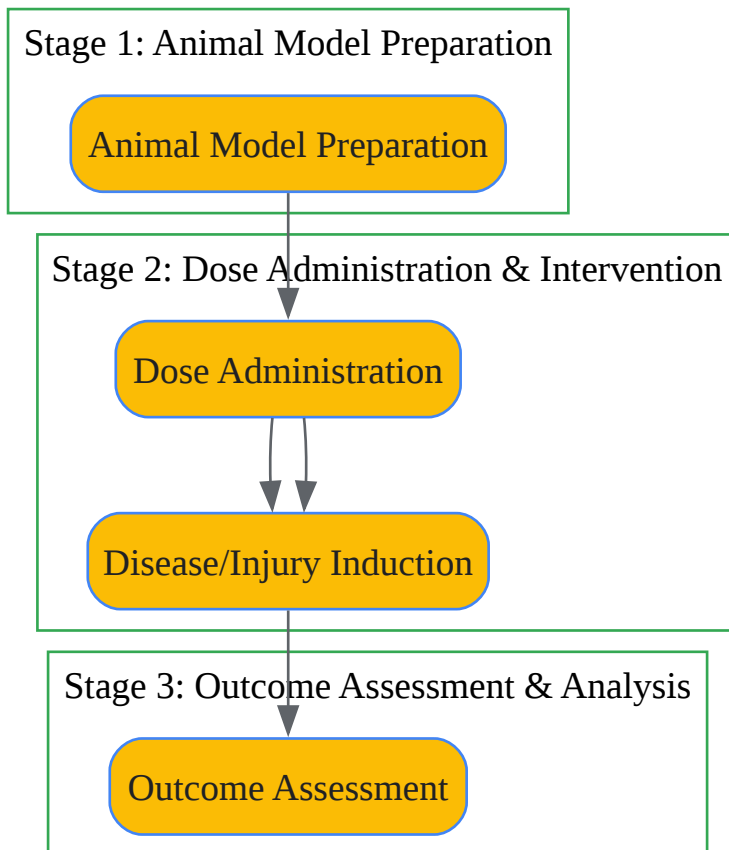 Stage 1: Animal Model Preparation
Animal Model Preparation
Stage 2: Dose Administration & Intervention
Dose Administration
Disease/Injury Induction
Stage 3: Outcome Assessment & Analysis
Outcome Assessment